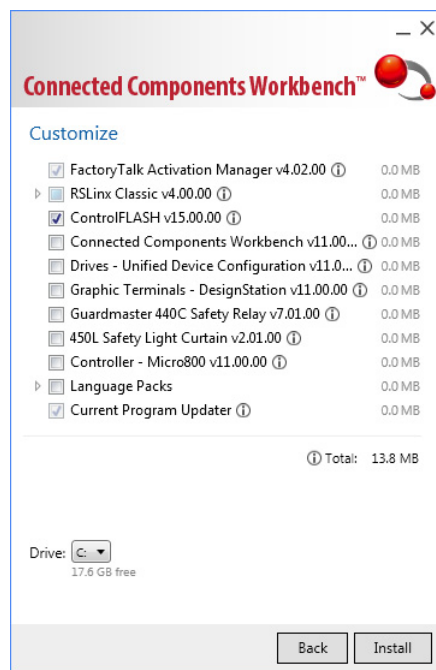 Connected Components Workbench™
Customize
FactoryTalk Activation Manager v4.02.00 0.0 MB
RSLinx Classic v4.00.00 0.0 MB
ControlFLASH v15.00.00 0.0 MB
Connected Components Workbench v11.00... 0.0 MB
Drives - Unified Device Configuration v11.0... 0.0 MB
Graphic Terminals - DesignStation v11.00.00 0.0 MB
Guardmaster 440C Safety Relay v7.01.00 0.0 MB
450L Safety Light Curtain v2.01.00 0.0 MB
Controller - Micro800 v11.00.00 0.0 MB
Language Packs 0.0 MB
Current Program Updater 0.0 MB
Total: 13.8 MB
Drive: C:
17.6 GB free
Back Install